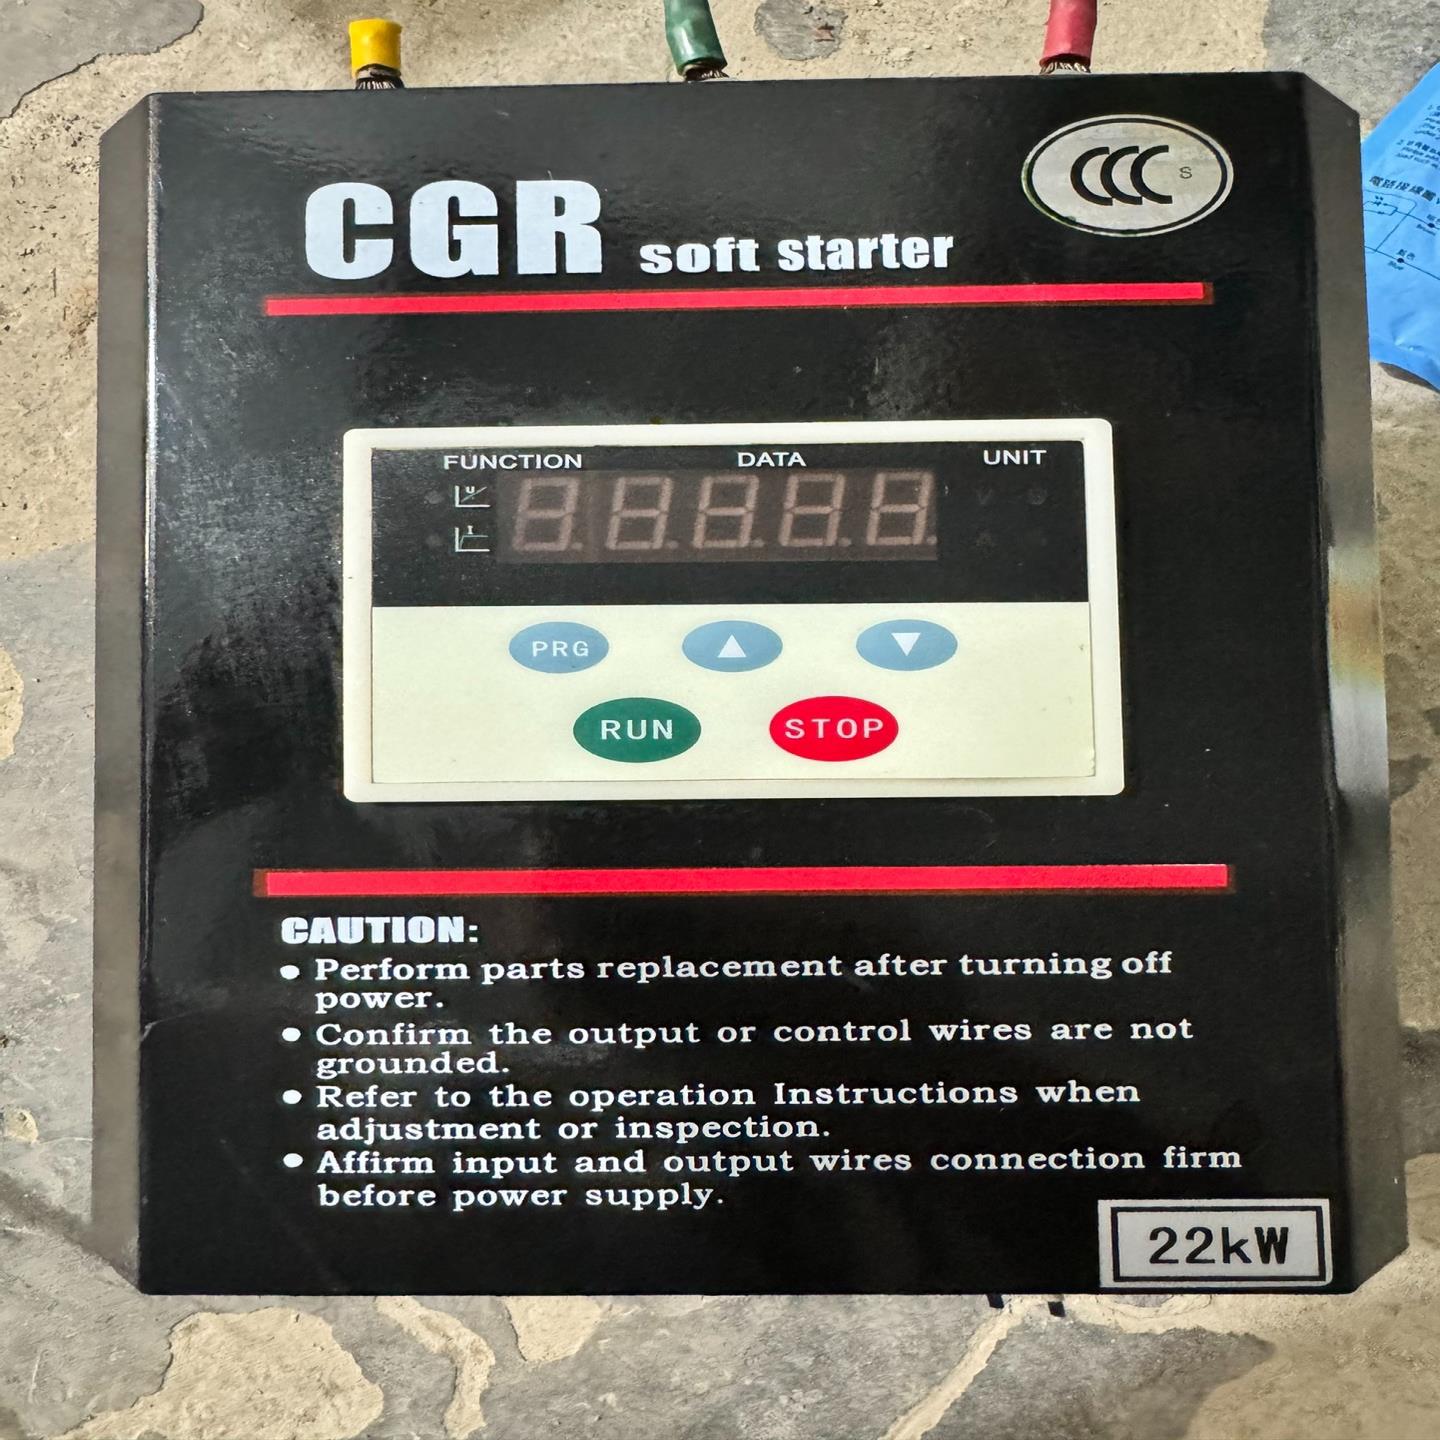 CCC S
CGR soft starter
FUNCTION DATA UNIT
U
I
PRG
RUN STOP
CAUTION:
• Perform parts replacement after turning off
power.
• Confirm the output or control wires are not
grounded.
• Refer to the operation Instructions when
adjustment or inspection.
• Affirm input and output wires connection firm
before power supply.
22kW